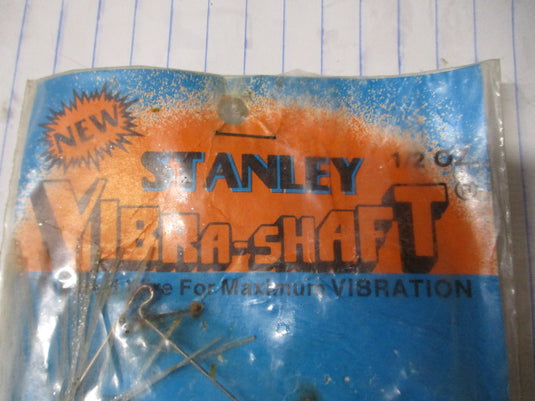 NEW
STANLEY
1/2 OZ.
VIBRA-SHAFT®
For Maximum VIBRATION